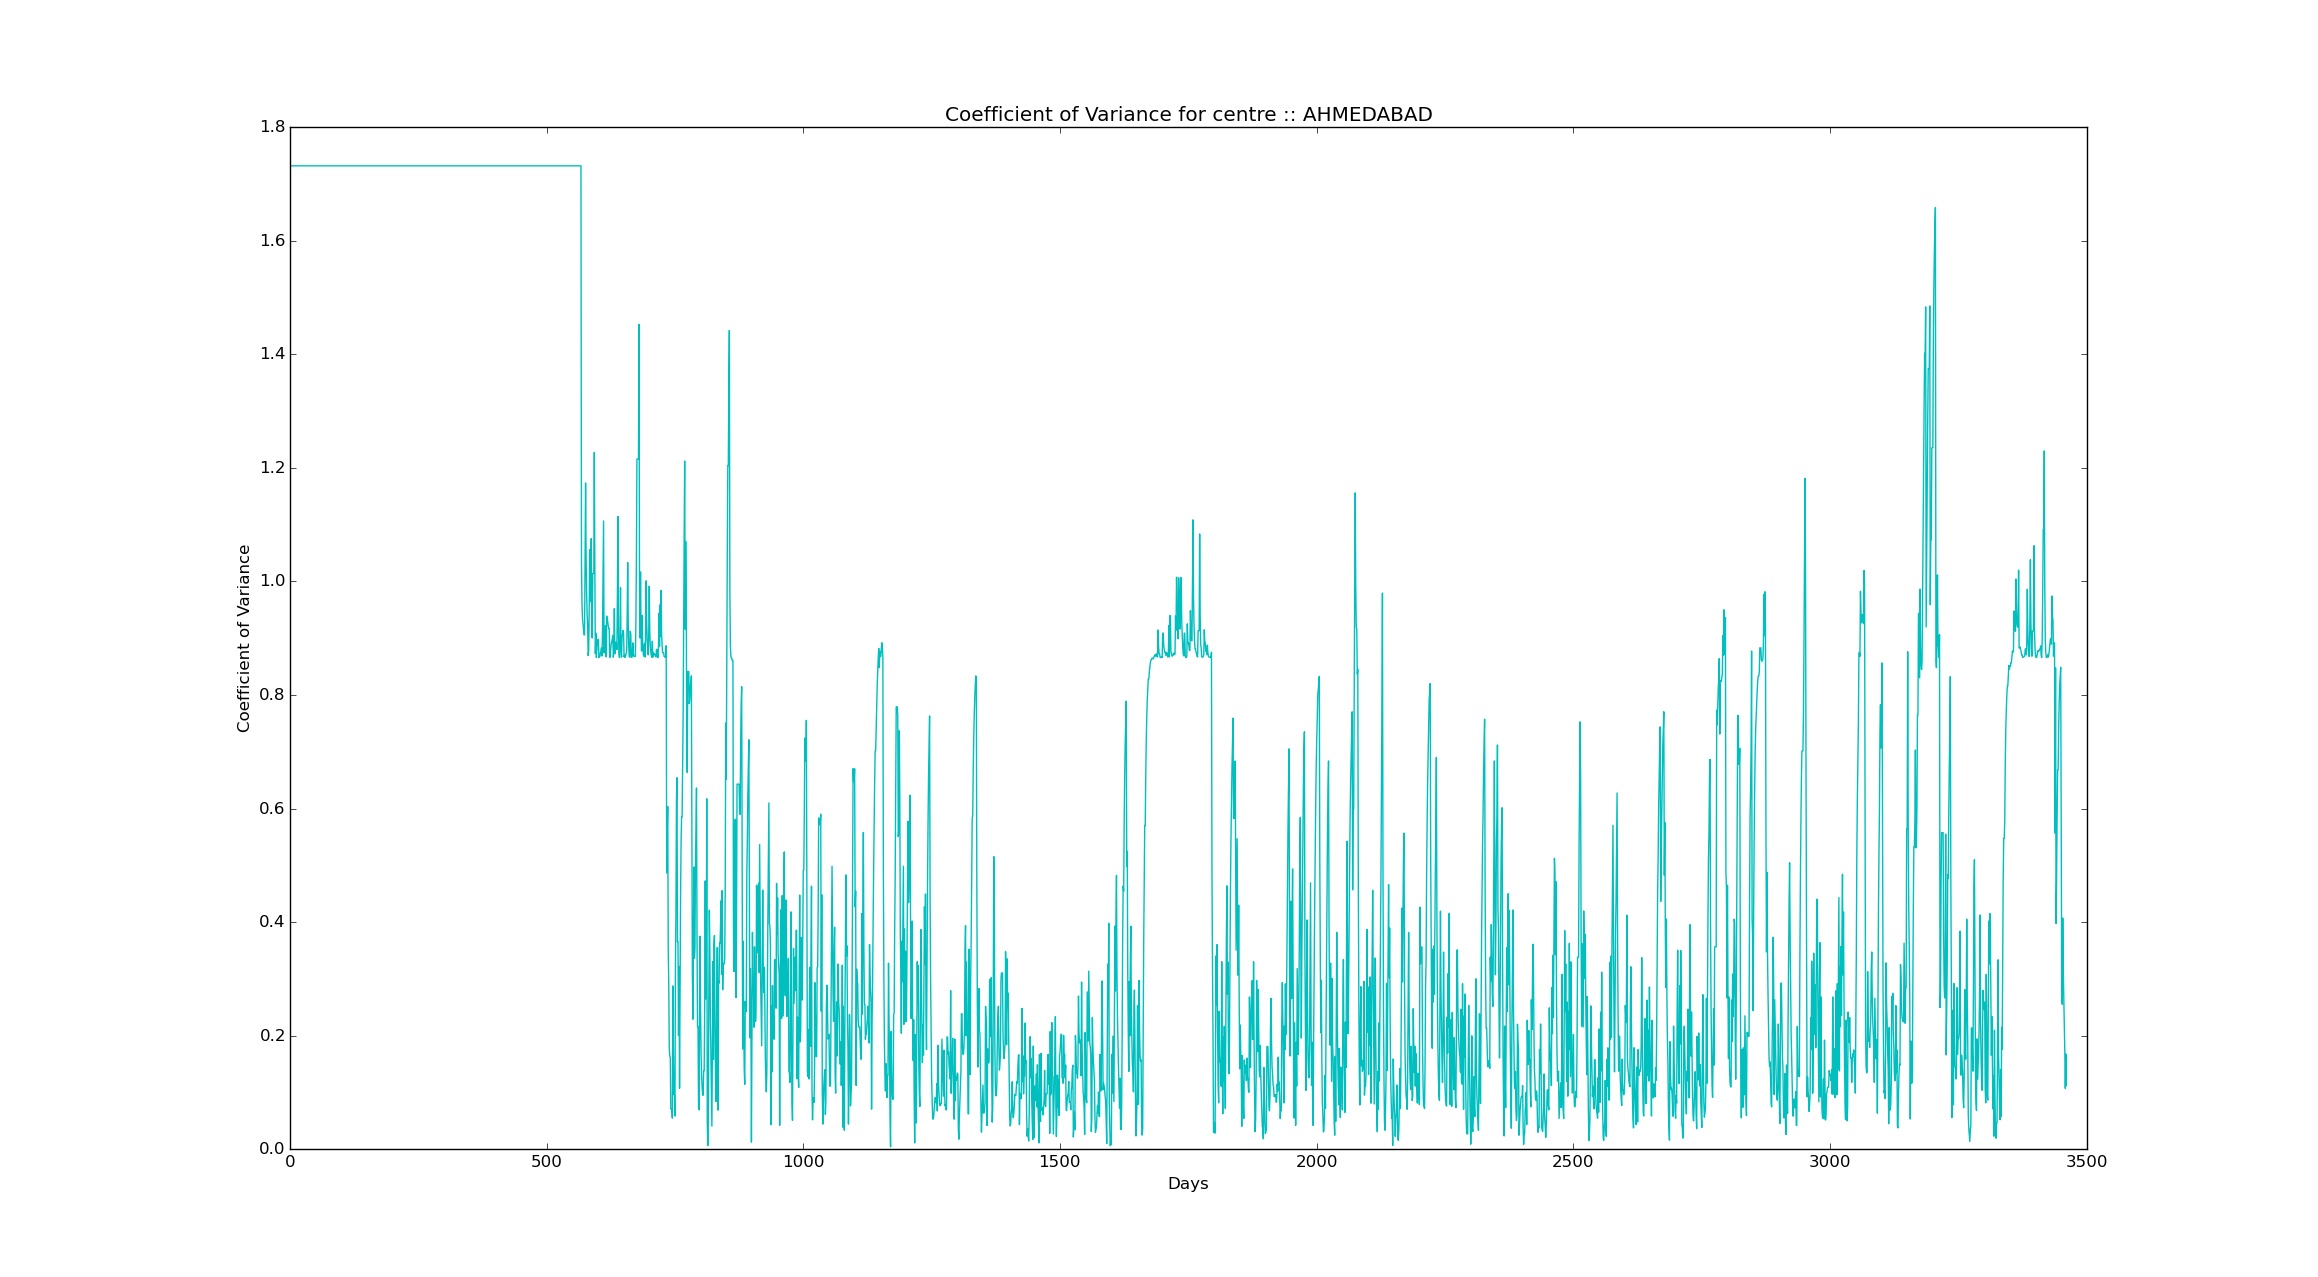 Coefficient of Variance for centre :: AHMEDABAD
1.8
1.6
1.4
1.2
1.0
0.8
0.6
0.4
0.2
0.0
Coefficient of Variance
0 500 1000 1500 2000 2500 3000 3500
Days